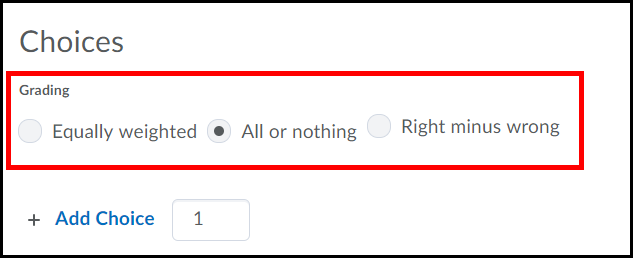 Choices
Grading
Equally weighted All or nothing Right minus wrong
+ Add Choice 1